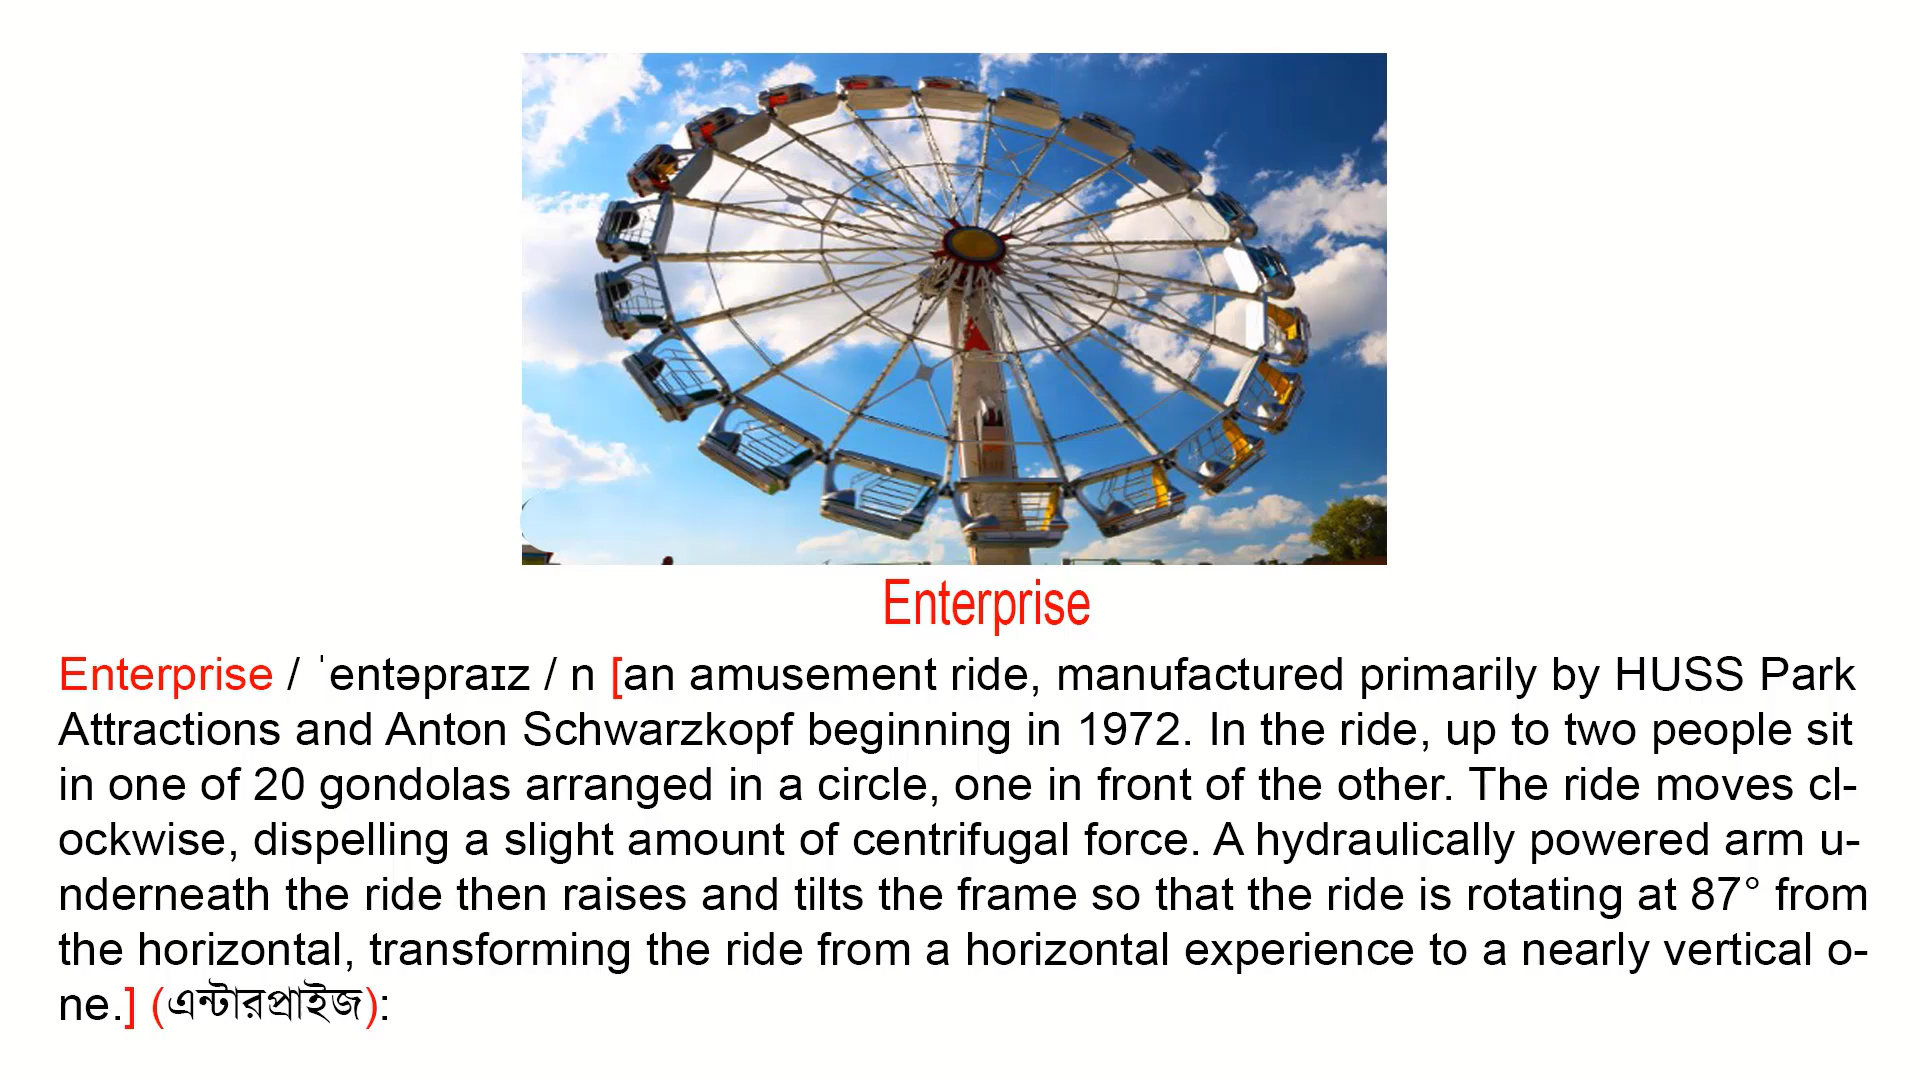 Enterprise
Enterprise / ˈentəpraɪz / n [an amusement ride, manufactured primarily by HUSS Park
Attractions and Anton Schwarzkopf beginning in 1972. In the ride, up to two people sit
in one of 20 gondolas arranged in a circle, one in front of the other. The ride moves cl-
ockwise, dispelling a slight amount of centrifugal force. A hydraulically powered arm u-
nderneath the ride then raises and tilts the frame so that the ride is rotating at 87° from
the horizontal, transforming the ride from a horizontal experience to a nearly vertical o-
ne.] (এন্টারপ্রাইজ):